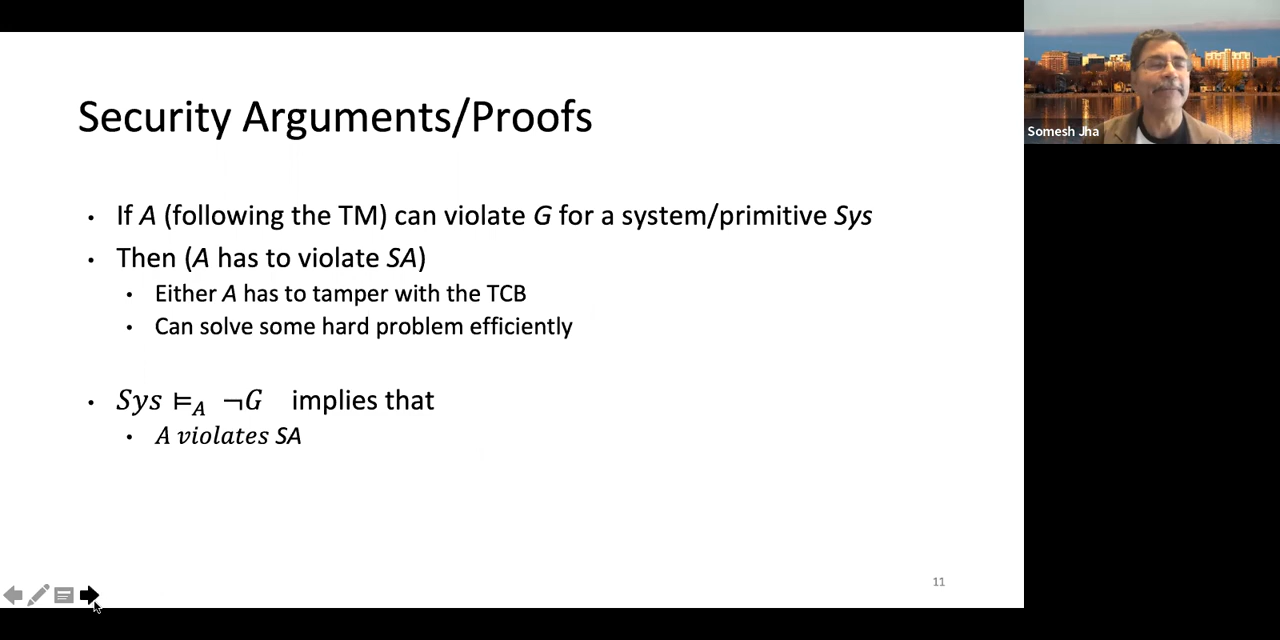 Security Arguments/Proofs
• If A (following the TM) can violate G for a system/primitive Sys
• Then (A has to violate SA)
• Either A has to tamper with the TCB
• Can solve some hard problem efficiently
• Sys ⊨_A ¬G implies that
• A violates SA
11
Somesh Jha